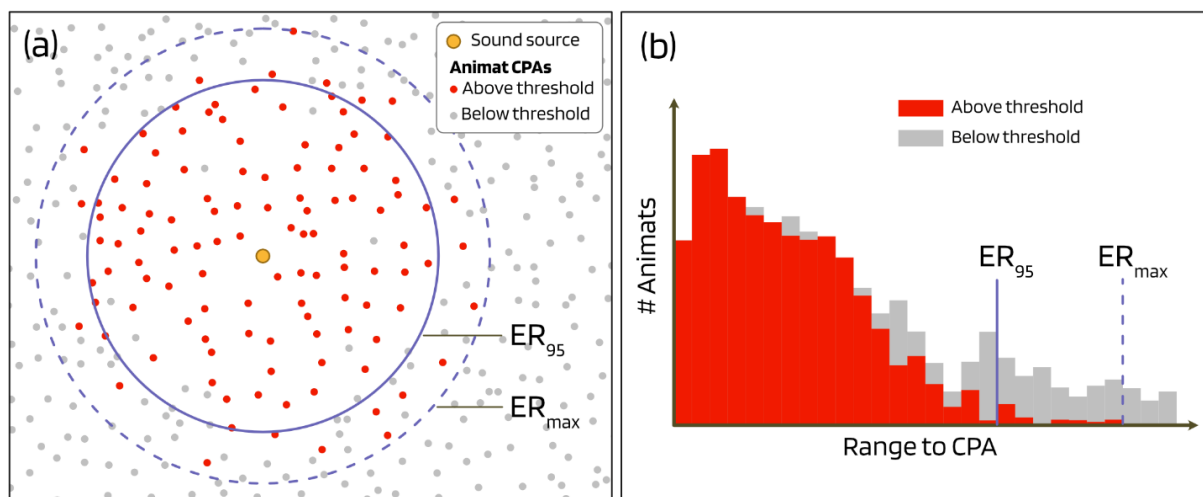 (a)
Sound source
Animat CPAs
Above threshold
Below threshold
ER95
ERmax
(b)
Above threshold
Below threshold
# Animats
ER95
ERmax
Range to CPA